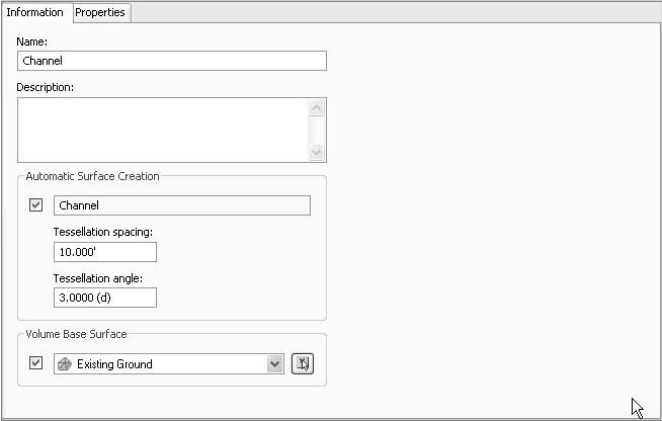 Information Properties
Name:
Channel
Description:
Automatic Surface Creation
Channel
Tessellation spacing:
10.000'
Tessellation angle:
3.0000 (d)
Volume Base Surface
Existing Ground